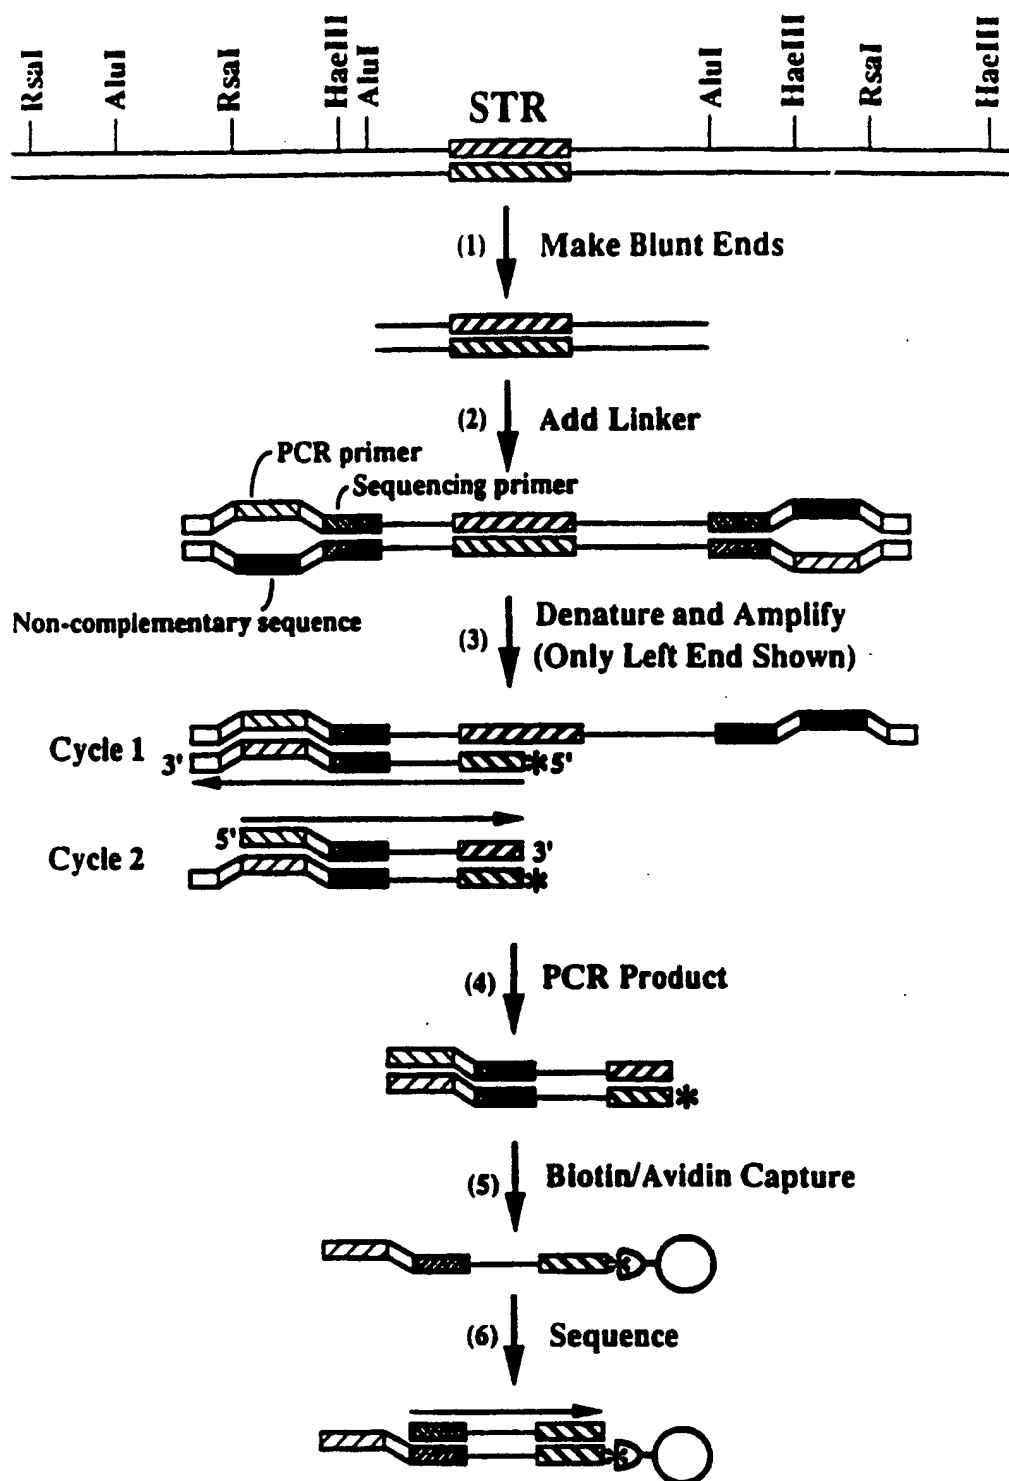 RsaI
AluI
RsaI
HaeIII
AluI
STR
AluI
HaeIII
RsaI
HaeIII
(1) Make Blunt Ends
(2) Add Linker
PCR primer
Sequencing primer
Non-complementary sequence
(3) Denature and Amplify
(Only Left End Shown)
Cycle 1
3' * 5'
5'
Cycle 2
3'
*
(4) PCR Product
*
(5) Biotin/Avidin Capture
(6) Sequence